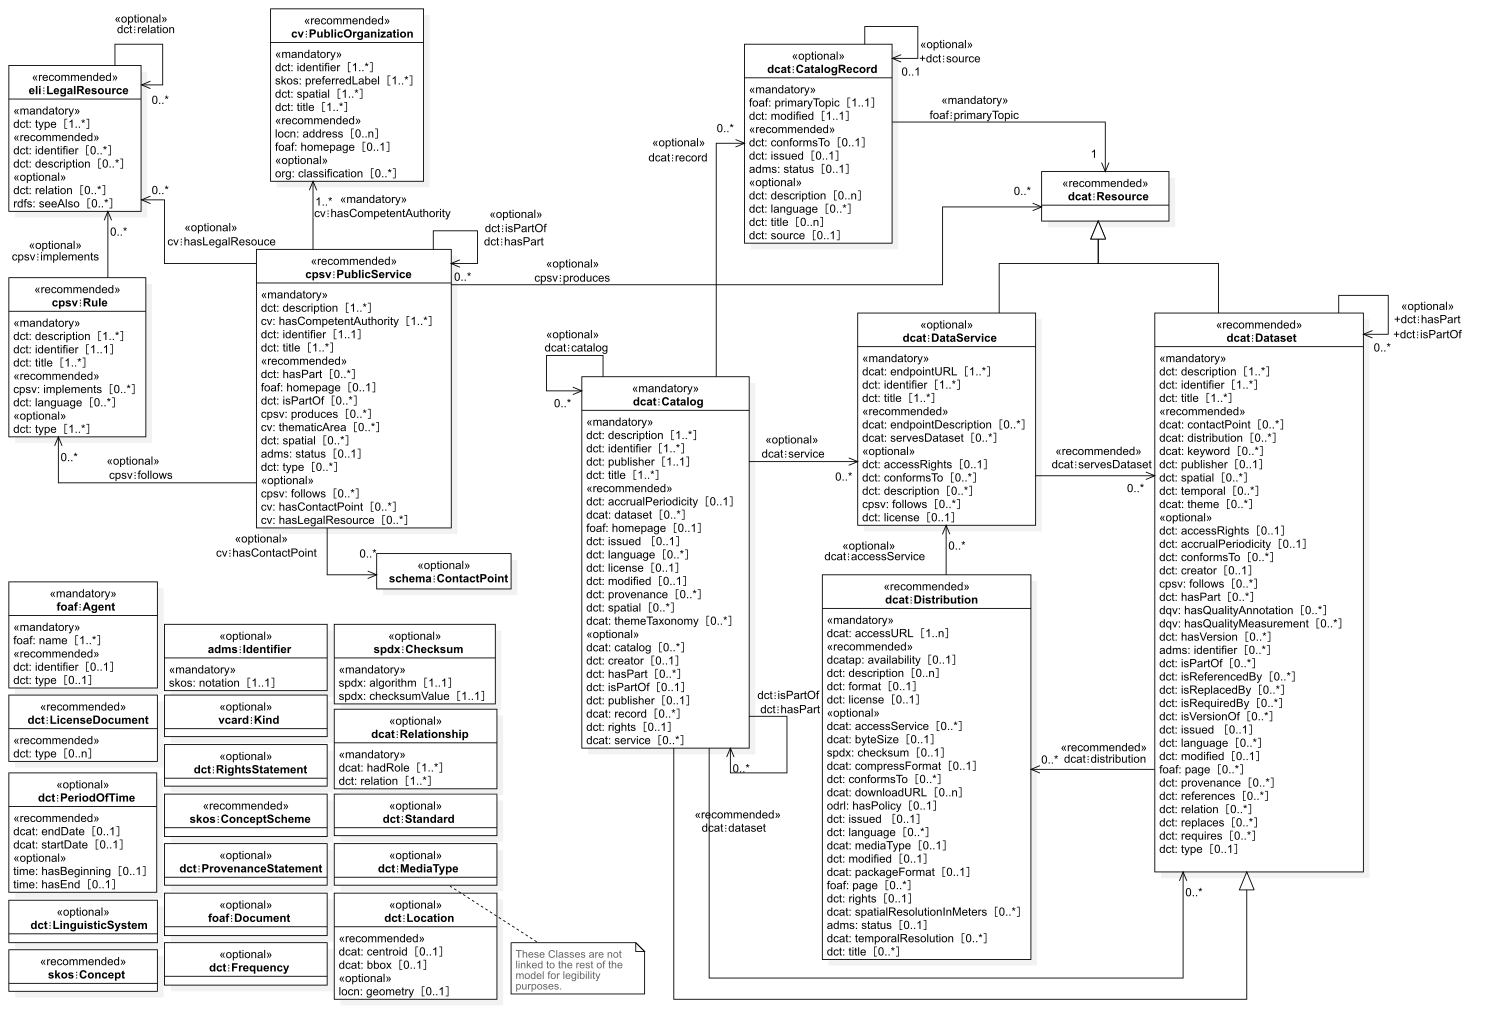 «optional»
dct⁝relation
«recommended»
eli⁝LegalResource
«mandatory»
dct: type [1..*]
«recommended»
dct: identifier [0..*]
dct: description [0..*]
«optional»
dct: relation [0..*]
rdfs: seeAlso [0..*]
0..*
0..*
«recommended»
cv⁝PublicOrganization
«mandatory»
dct: identifier [1..*]
skos: preferredLabel [1..*]
dct: spatial [1..*]
dct: title [1..*]
«recommended»
locn: address [0..n]
foaf: homepage [0..1]
«optional»
org: classification [0..*]
1..*
«mandatory»
cv⁝hasCompetentAuthority
«optional»
cv⁝hasLegalResouce
«optional»
dct⁝isPartOf
dct⁝hasPart
0..*
«optional»
cpsv⁝implements
0..*
«recommended»
cpsv⁝Rule
«mandatory»
dct: description [1..*]
dct: identifier [1..1]
dct: title [1..*]
«recommended»
cpsv: implements [0..*]
dct: language [0..*]
«optional»
dct: type [1..*]
0..*
«optional»
cpsv⁝follows
«recommended»
cpsv⁝PublicService
«mandatory»
dct: description [1..*]
cv: hasCompetentAuthority [1..*]
dct: identifier [1..1]
dct: title [1..*]
«recommended»
dct: hasPart [0..*]
foaf: homepage [0..1]
dct: isPartOf [0..*]
cpsv: produces [0..*]
cv: thematicArea [0..*]
dct: spatial [0..*]
adms: status [0..1]
dct: type [0..*]
«optional»
cpsv: follows [0..*]
cv: hasContactPoint [0..*]
cv: hasLegalResource [0..*]
«optional»
cpsv⁝produces
0..*
«optional»
cv⁝hasContactPoint
0..*
«optional»
schema⁝ContactPoint
«optional»
dcat⁝CatalogRecord
«mandatory»
foaf: primaryTopic [1..1]
dct: modified [1..1]
«recommended»
dct: conformsTo [0..1]
dct: issued [0..1]
adms: status [0..1]
«optional»
dct: description [0..n]
dct: language [0..*]
dct: title [0..n]
dct: source [0..1]
«optional»
+dct⁝source
0..1
«mandatory»
foaf⁝primaryTopic
1
0..*
«optional»
dcat⁝record
«recommended»
dcat⁝Resource
«optional»
dcat⁝catalog
0..*
«mandatory»
dcat⁝Catalog
«mandatory»
dct: description [1..*]
dct: identifier [1..*]
dct: publisher [1..1]
dct: title [1..*]
«recommended»
dct: accrualPeriodicity [0..1]
dcat: dataset [0..*]
foaf: homepage [0..1]
dct: issued [0..1]
dct: language [0..*]
dct: license [0..1]
dct: modified [0..1]
dct: provenance [0..*]
dct: spatial [0..*]
dcat: themeTaxonomy [0..*]
«optional»
dcat: catalog [0..*]
dct: creator [0..1]
dct: hasPart [0..*]
dct: isPartOf [0..1]
dct: publisher [0..1]
dcat: record [0..*]
dct: rights [0..1]
dcat: service [0..*]
«optional»
dcat⁝service
0..*
dct⁝isPartOf
dct⁝hasPart
0..*
«recommended»
dcat⁝dataset
«optional»
dcat⁝DataService
«mandatory»
dcat: endpointURL [1..*]
dct: identifier [1..*]
dct: title [1..*]
«recommended»
dcat: endpointDescription [0..*]
dcat: servesDataset [0..*]
«optional»
dct: accessRights [0..1]
dct: conformsTo [0..*]
dct: description [0..*]
cpsv: follows [0..*]
dct: license [0..1]
«optional»
dcat⁝accessService
0..*
«recommended»
dcat⁝servesDataset
0..*
«recommended»
dcat⁝Distribution
«mandatory»
dcat: accessURL [1..n]
«recommended»
dcatap: availability [0..1]
dct: description [0..n]
dct: format [0..1]
dct: license [0..1]
«optional»
dcat: accessService [0..*]
dcat: byteSize [0..1]
spdx: checksum [0..1]
dcat: compressFormat [0..1]
dct: conformsTo [0..*]
dcat: downloadURL [0..n]
odrl: hasPolicy [0..1]
dct: issued [0..1]
dct: language [0..*]
dcat: mediaType [0..1]
dct: modified [0..1]
dcat: packageFormat [0..1]
foaf: page [0..*]
dct: rights [0..1]
dcat: spatialResolutionInMeters [0..*]
adms: status [0..1]
dcat: temporalResolution [0..*]
dct: title [0..*]
«recommended»
dcat⁝distribution
0..*
«recommended»
dcat⁝Dataset
«mandatory»
dct: description [1..*]
dct: identifier [1..*]
dct: title [1..*]
«recommended»
dcat: contactPoint [0..*]
dcat: distribution [0..*]
dcat: keyword [0..*]
dct: publisher [0..1]
dct: spatial [0..*]
dct: temporal [0..*]
dcat: theme [0..*]
«optional»
dct: accessRights [0..1]
dct: accrualPeriodicity [0..1]
dct: conformsTo [0..*]
dct: creator [0..1]
cpsv: follows [0..*]
dct: hasPart [0..*]
dqv: hasQualityAnnotation [0..*]
dqv: hasQualityMeasurement [0..*]
dct: hasVersion [0..*]
adms: identifier [0..*]
dct: isPartOf [0..*]
dct: isReferencedBy [0..*]
dct: isReplacedBy [0..*]
dct: isRequiredBy [0..*]
dct: isVersionOf [0..*]
dct: issued [0..1]
dct: language [0..*]
dct: modified [0..1]
foaf: page [0..*]
dct: provenance [0..*]
dct: references [0..*]
dct: relation [0..*]
dct: replaces [0..*]
dct: requires [0..*]
dct: type [0..1]
«optional»
+dct⁝hasPart
+dct⁝isPartOf
0..*
0..*
«mandatory»
foaf⁝Agent
«mandatory»
foaf: name [1..*]
«recommended»
dct: identifier [0..1]
dct: type [0..1]
«recommended»
dct⁝LicenseDocument
«recommended»
dct: type [0..n]
«optional»
dct⁝PeriodOfTime
«recommended»
dcat: endDate [0..1]
dcat: startDate [0..1]
«optional»
time: hasBeginning [0..1]
time: hasEnd [0..1]
«optional»
dct⁝LinguisticSystem
«recommended»
skos⁝Concept
«optional»
adms⁝Identifier
«mandatory»
skos: notation [1..1]
«optional»
vcard⁝Kind
«optional»
dct⁝RightsStatement
«recommended»
skos⁝ConceptScheme
«optional»
dct⁝ProvenanceStatement
«optional»
foaf⁝Document
«optional»
dct⁝Frequency
«optional»
spdx⁝Checksum
«mandatory»
spdx: algorithm [1..1]
spdx: checksumValue [1..1]
«optional»
dcat⁝Relationship
«mandatory»
dcat: hadRole [1..*]
dct: relation [1..*]
«optional»
dct⁝Standard
«optional»
dct⁝MediaType
«optional»
dct⁝Location
«recommended»
dcat: centroid [0..1]
dcat: bbox [0..1]
«optional»
locn: geometry [0..1]
These Classes are not
linked to the rest of the
model for legibility
purposes.